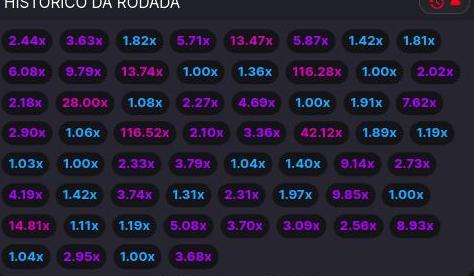 HISTÓRICO DA RODADA
2.44x 3.63x 1.82x 5.71x 13.47x 5.87x 1.42x 1.81x
6.08x 9.79x 13.74x 1.00x 1.36x 116.28x 1.00x 2.02x
2.18x 28.00x 1.08x 2.27x 4.69x 1.00x 1.91x 7.62x
2.90x 1.06x 116.52x 2.10x 3.36x 42.12x 1.89x 1.19x
1.03x 1.00x 2.33x 3.79x 1.04x 1.40x 9.14x 2.73x
4.19x 1.42x 3.74x 1.31x 2.31x 1.97x 9.85x 1.00x
14.81x 1.11x 1.19x 5.08x 3.70x 3.09x 2.56x 8.93x
1.04x 2.95x 1.00x 3.68x